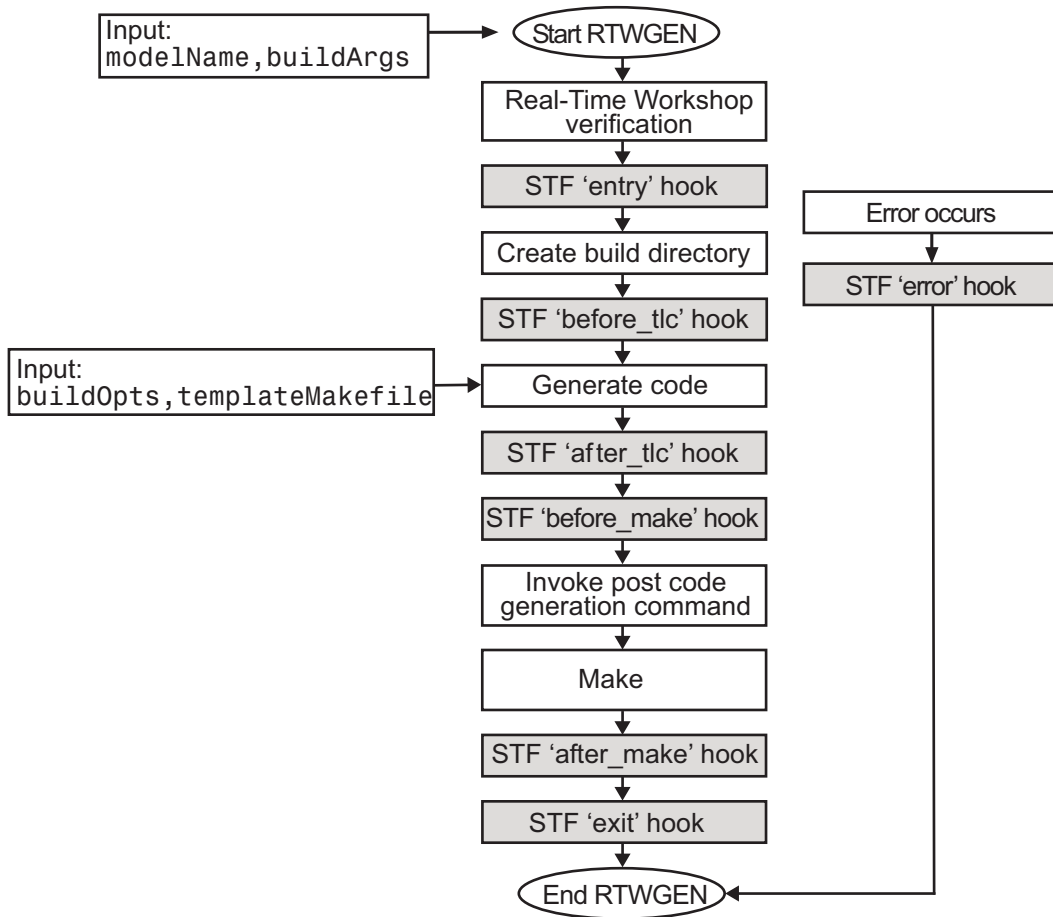 Input:
modelName,buildArgs
Start RTWGEN
Real-Time Workshop
verification
STF ‘entry’ hook
Create build directory
STF ‘before_tlc’ hook
Input:
buildOpts,templateMakefile
Generate code
STF ‘after_tlc’ hook
STF ‘before_make’ hook
Invoke post code
generation command
Make
STF ‘after_make’ hook
STF ‘exit’ hook
End RTWGEN
Error occurs
STF ‘error’ hook